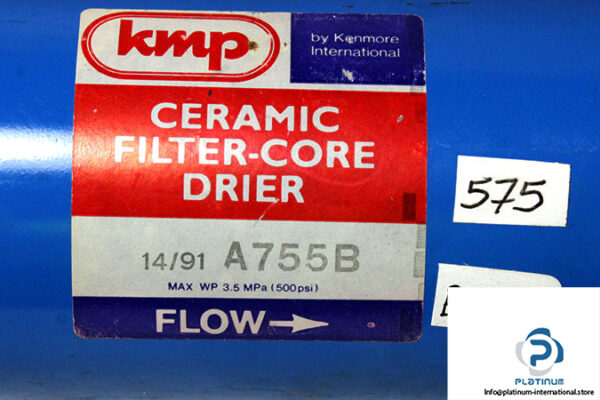 kmp
by Kenmore
International
CERAMIC
FILTER-CORE
DRIER
14/91 A755B
MAX WP 3.5 MPa (500psi)
FLOW
575
PLATINUM
Info@platinum-international.store